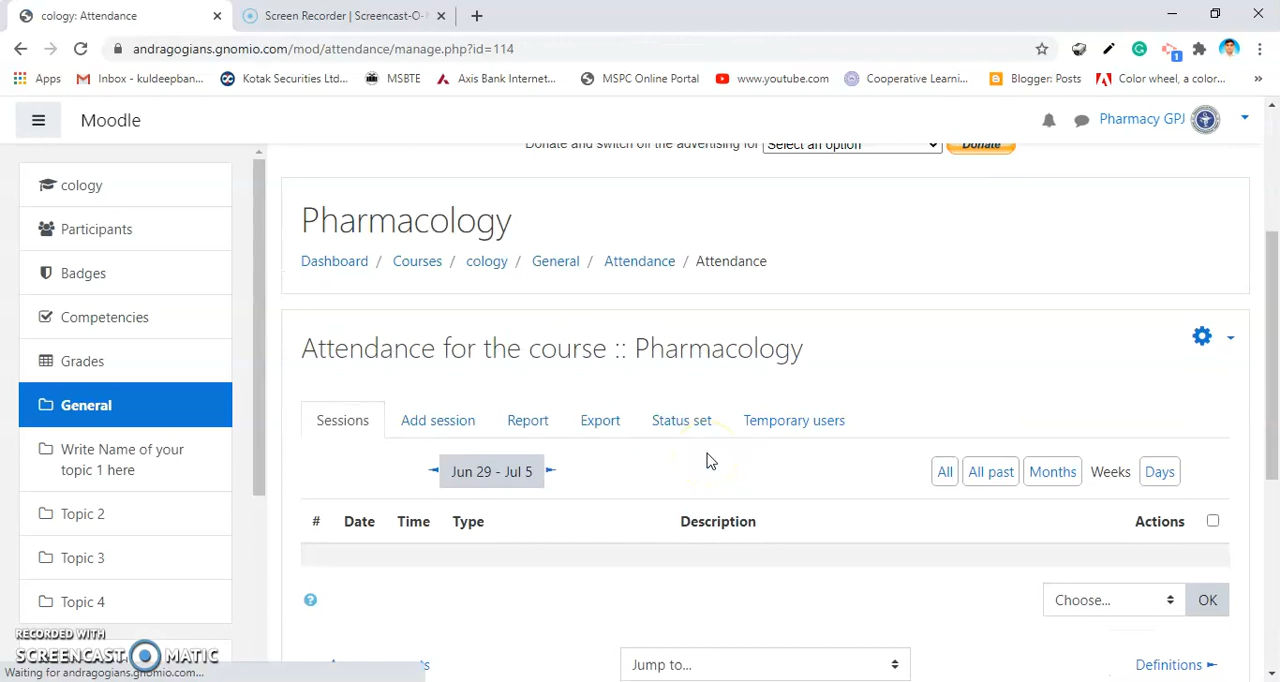 cology: Attendance
Screen Recorder | Screencast-O-
andragogians.gnomio.com/mod/attendance/manage.php?id=114
Apps
Inbox - kuldeepban...
Kotak Securities Ltd...
MSBTE
Axis Bank Internet...
MSPC Online Portal
www.youtube.com
Cooperative Learni...
Blogger: Posts
Color wheel, a color...
»
1
Moodle
Pharmacy GPJ
Donate and switch off the advertising for
Select an option
Donate
cology
Participants
Badges
Competencies
Grades
General
Write Name of your
topic 1 here
Topic 2
Topic 3
Topic 4
Pharmacology
Dashboard / Courses / cology / General / Attendance / Attendance
Attendance for the course :: Pharmacology
Sessions Add session Report Export Status set Temporary users
Jun 29 - Jul 5
All All past Months Weeks Days
# Date Time Type Description Actions
Choose... OK
Jump to...
Definitions
RECORDED WITH
SCREENCAST MATIC
Waiting for andragogians.gnomio.com...